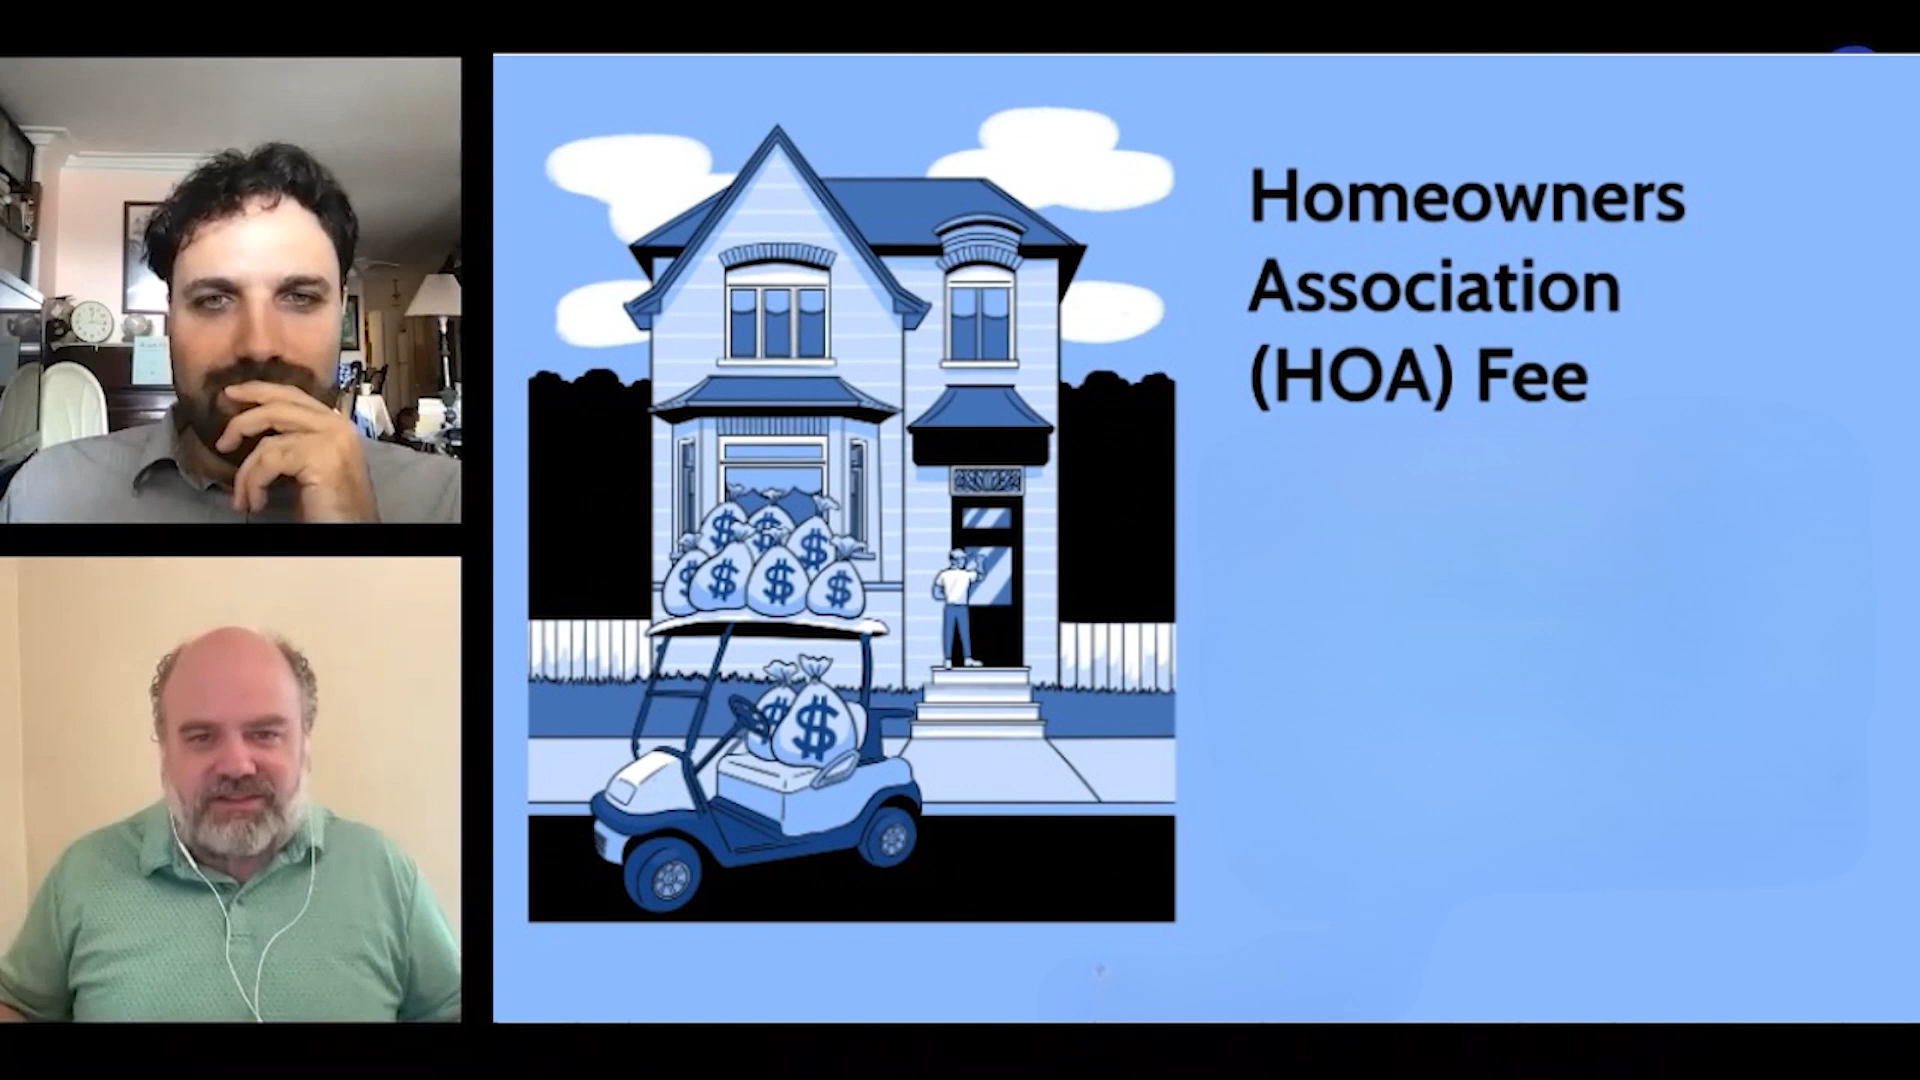 Homeowners
Association
(HOA) Fee
$ $ $
$ $ $ $
$ $